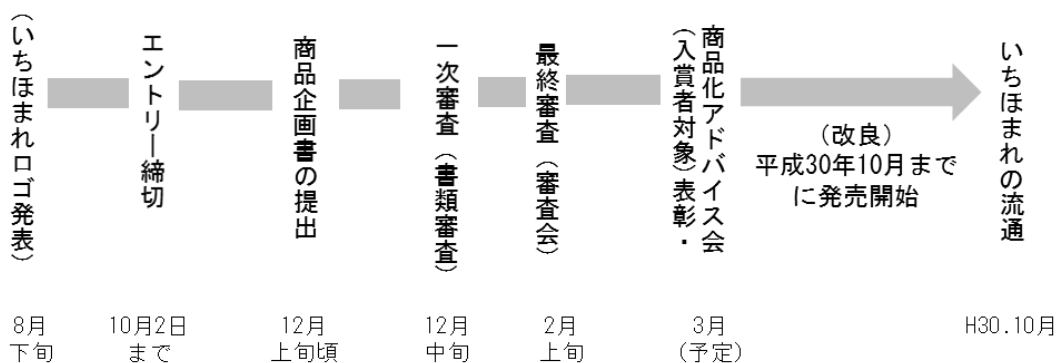 （いちほまれロゴ発表）
エントリー締切
商品企画書の提出
一次審査（書類審査）
最終審査（審査会）
商品化アドバイス会
（入賞者対象）表彰・
（改良）
平成30年10月まで
に発売開始
いちほまれの流通
8月
下旬
10月2日
まで
12月
上旬頃
12月
中旬
2月
上旬
3月
(予定)
H30.10月